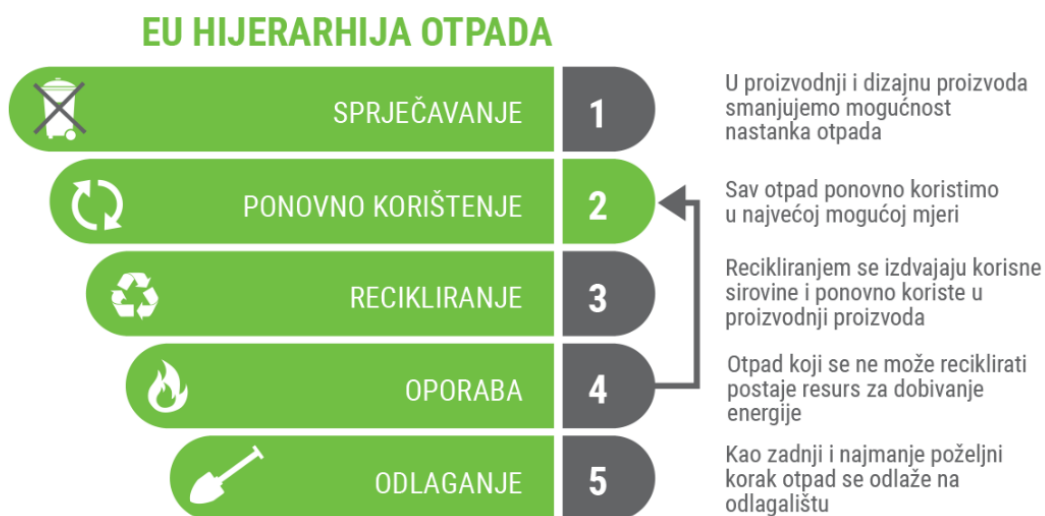 EU HIJERARHIJA OTPADA
SPRJEČAVANJE 1
U proizvodnji i dizajnu proizvoda
smanjujemo mogućnost
nastanka otpada
PONOVNO KORIŠTENJE 2
Sav otpad ponovno koristimo
u najvećoj mogućoj mjeri
RECIKLIRANJE 3
Recikliranjem se izdvajaju korisne
sirovine i ponovno koriste u
proizvodnji proizvoda
OPORABA 4
Otpad koji se ne može reciklirati
postaje resurs za dobivanje
energije
ODLAGANJE 5
Kao zadnji i najmanje poželjni
korak otpad se odlaže na
odlagalištu